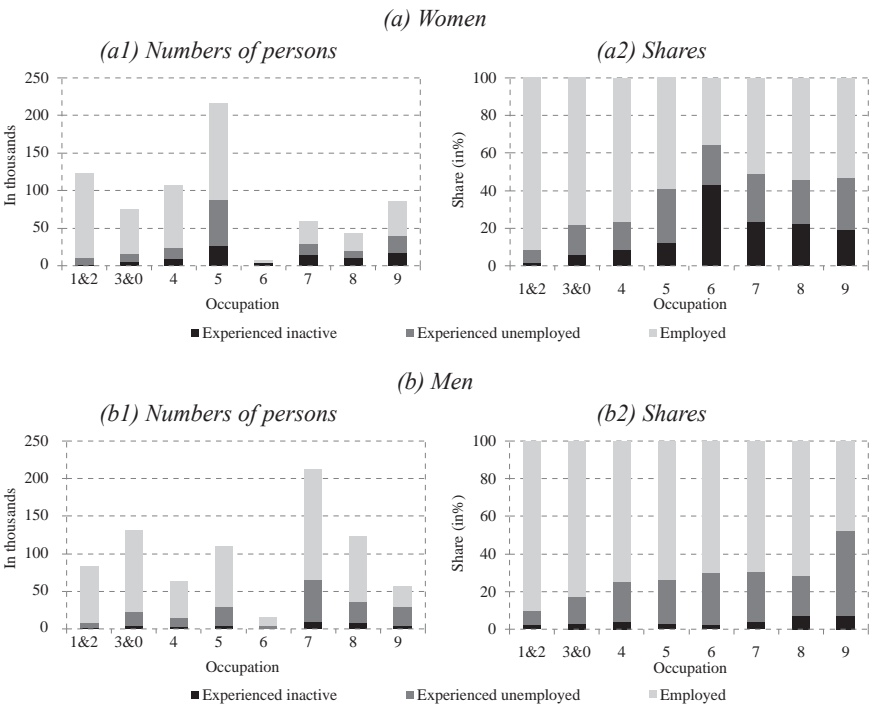 (a) Women
(a1) Numbers of persons
In thousands
250
200
150
100
50
0
1&2 3&0 4 5 6 7 8 9
Occupation
(a2) Shares
Share (in%)
100
80
60
40
20
0
1&2 3&0 4 5 6 7 8 9
Occupation
Experienced inactive Experienced unemployed Employed
(b) Men
(b1) Numbers of persons
In thousands
250
200
150
100
50
0
1&2 3&0 4 5 6 7 8 9
Occupation
(b2) Shares
Share (in%)
100
80
60
40
20
0
1&2 3&0 4 5 6 7 8 9
Occupation
Experienced inactive Experienced unemployed Employed